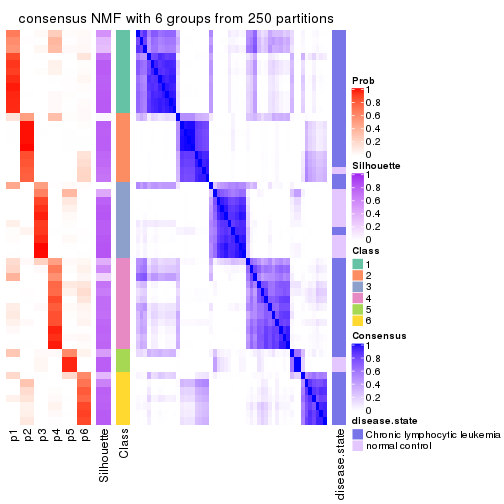 consensus NMF with 6 groups from 250 partitions
Prob
1
0.8
0.6
0.4
0.2
0
Silhouette
1
0.8
0.6
0.4
0.2
0
Class
1
2
3
4
5
6
Consensus
1
0.8
0.6
0.4
0.2
0
disease.state
Chronic lymphocytic leukemia
normal control
p1
p2
p3
p4
p5
p6
Silhouette
Class
disease.state